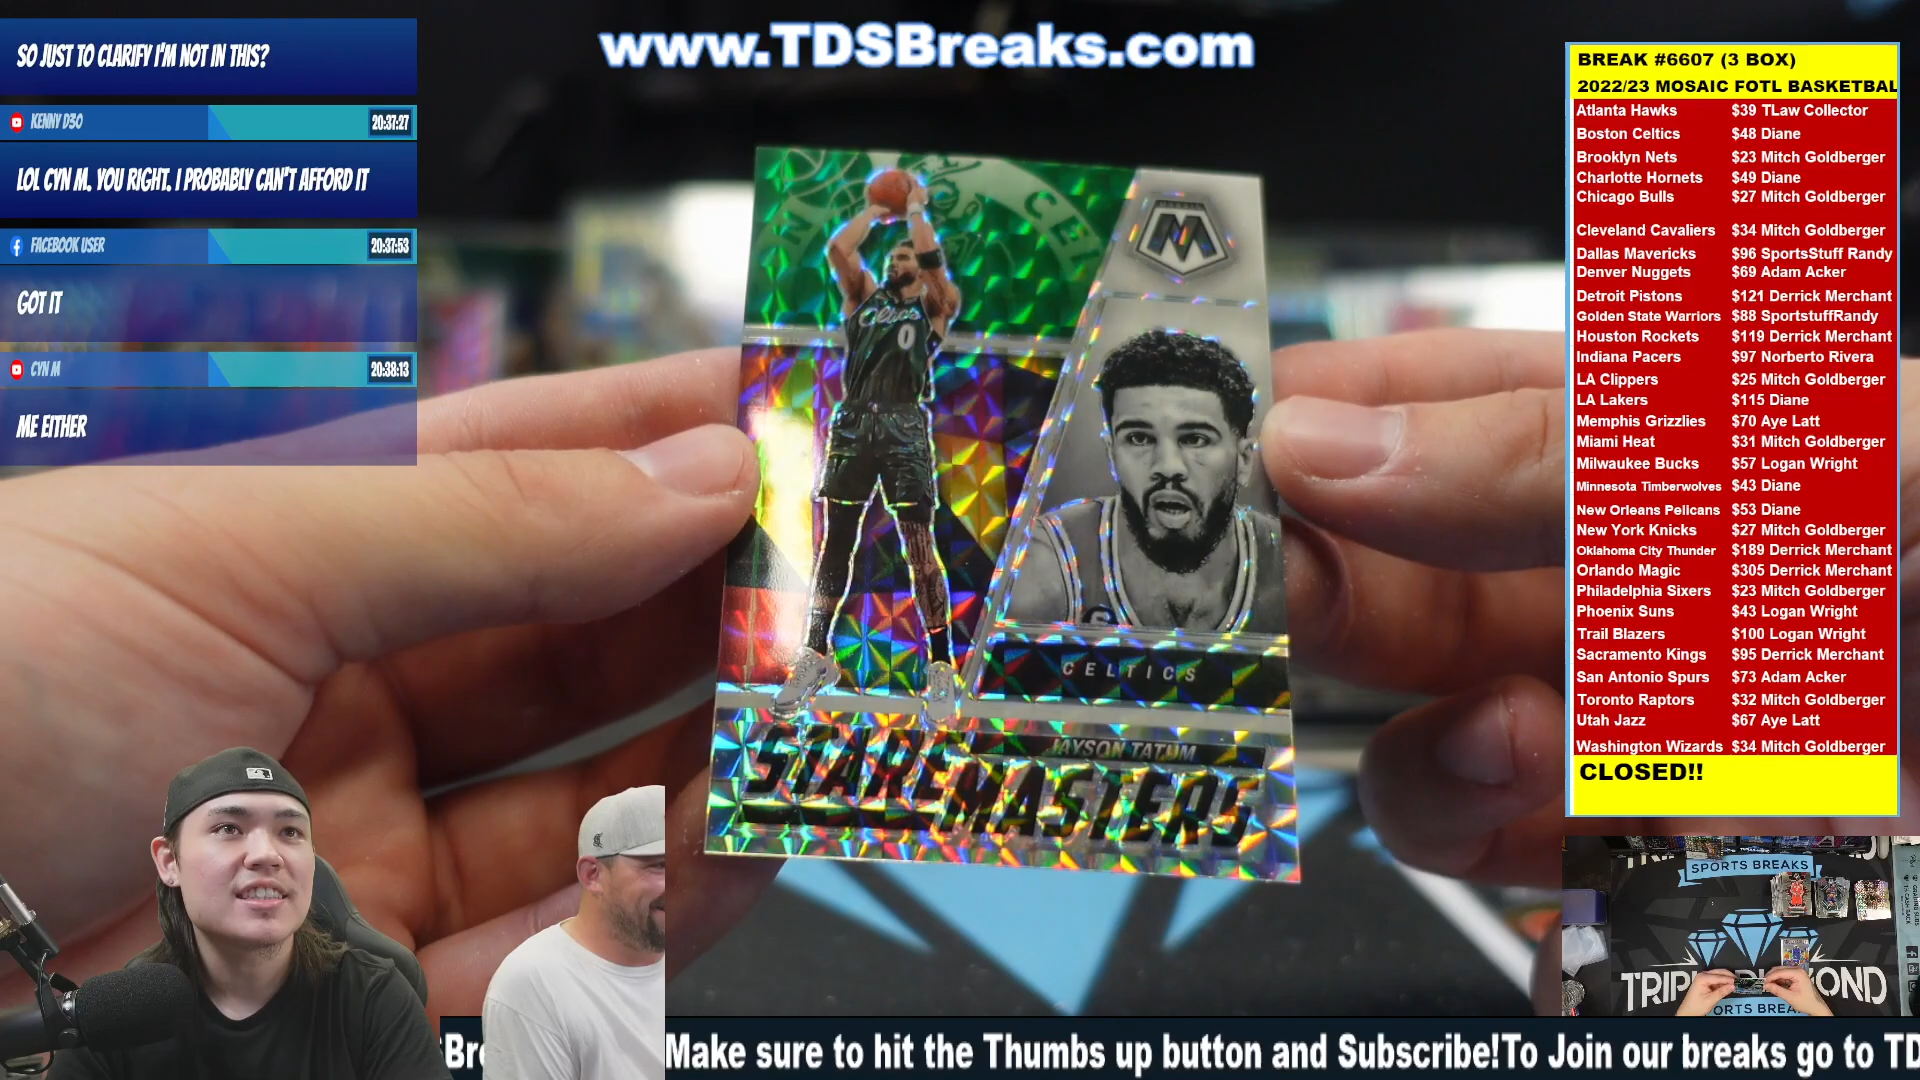 www.TDSBreaks.com
SO JUST TO CLARIFY I'M NOT IN THIS?
KENNY D30 20:37:27
LOL CYN M. YOU RIGHT. I PROBABLY CAN'T AFFORD IT
FACEBOOK USER 20:37:53
GOT IT
CYN M 20:38:13
ME EITHER
CEL
M
Celtics
0
CELTICS
JAYSON TATUM
STARE MASTERS
BREAK #6607 (3 BOX)
2022/23 MOSAIC FOTL BASKETBAL
Atlanta Hawks $39 TLaw Collector
Boston Celtics $48 Diane
Brooklyn Nets $23 Mitch Goldberger
Charlotte Hornets $49 Diane
Chicago Bulls $27 Mitch Goldberger
Cleveland Cavaliers $34 Mitch Goldberger
Dallas Mavericks $96 SportsStuff Randy
Denver Nuggets $69 Adam Acker
Detroit Pistons $121 Derrick Merchant
Golden State Warriors $88 SportstuffRandy
Houston Rockets $119 Derrick Merchant
Indiana Pacers $97 Norberto Rivera
LA Clippers $25 Mitch Goldberger
LA Lakers $115 Diane
Memphis Grizzlies $70 Aye Latt
Miami Heat $31 Mitch Goldberger
Milwaukee Bucks $57 Logan Wright
Minnesota Timberwolves $43 Diane
New Orleans Pelicans $53 Diane
New York Knicks $27 Mitch Goldberger
Oklahoma City Thunder $189 Derrick Merchant
Orlando Magic $305 Derrick Merchant
Philadelphia Sixers $23 Mitch Goldberger
Phoenix Suns $43 Logan Wright
Trail Blazers $100 Logan Wright
Sacramento Kings $95 Derrick Merchant
San Antonio Spurs $73 Adam Acker
Toronto Raptors $32 Mitch Goldberger
Utah Jazz $67 Aye Latt
Washington Wizards $34 Mitch Goldberger
CLOSED!!
SPORTS BREAKS
TRIP DI OND
ORTS BREA
Bre Make sure to hit the Thumbs up button and Subscribe!To Join our breaks go to TD